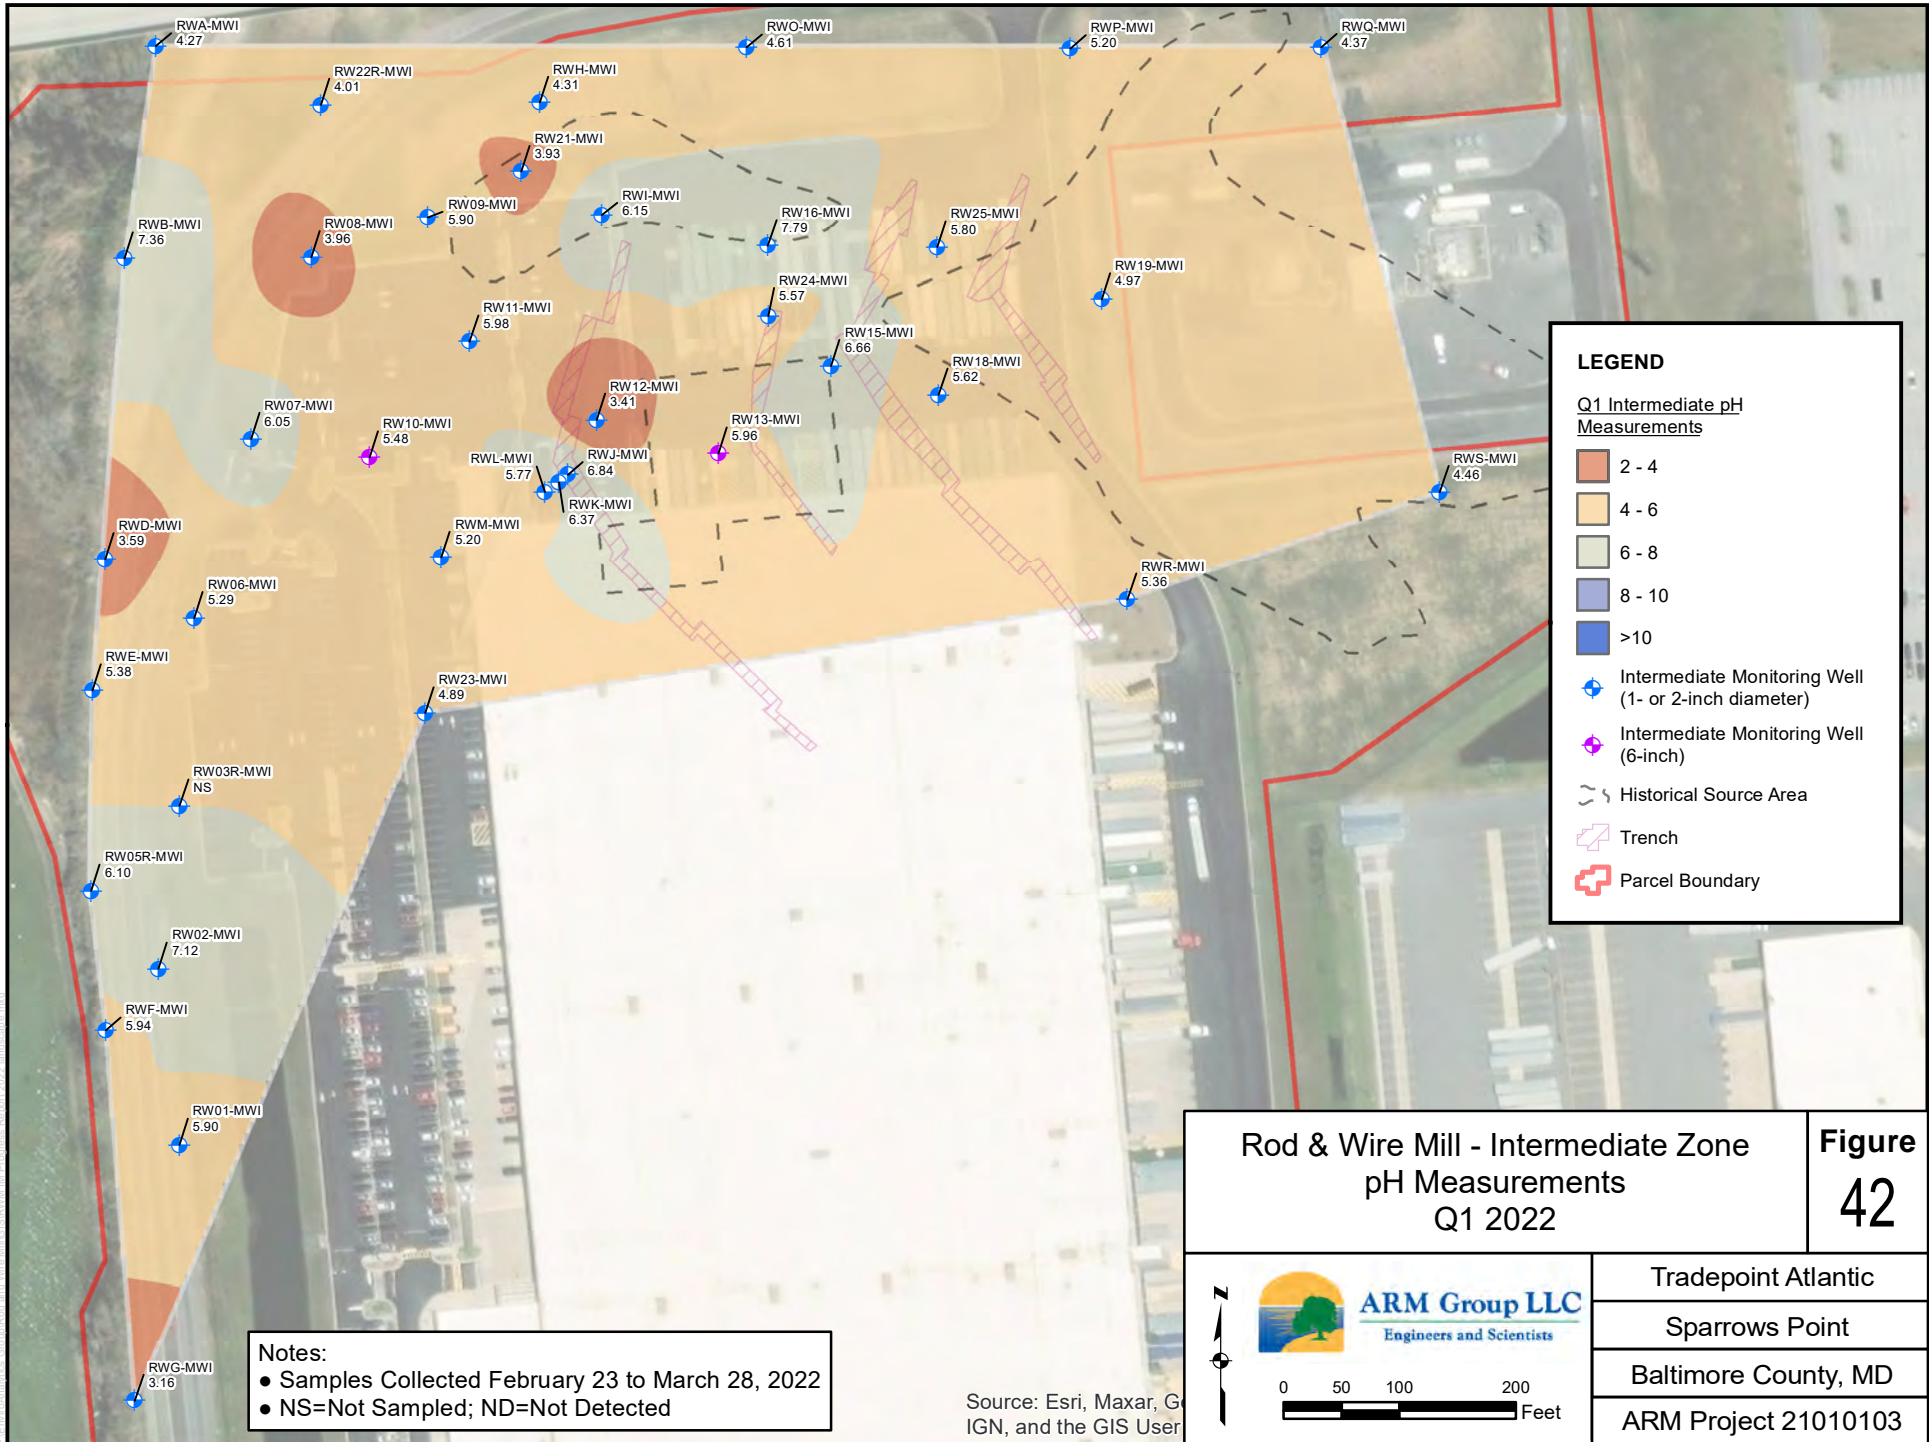 RWA-MWI
4.27
RWO-MWI
4.61
RWP-MWI
5.20
RWQ-MWI
4.37
RW22R-MWI
4.01
RWH-MWI
4.31
RW21-MWI
3.93
RWB-MWI
7.36
RW08-MWI
3.96
RW09-MWI
5.90
RWI-MWI
6.15
RW16-MWI
7.79
RW25-MWI
5.80
RW19-MWI
4.97
RW24-MWI
5.57
RW11-MWI
5.98
RW15-MWI
6.66
RW18-MWI
5.62
RW12-MWI
3.41
RW07-MWI
6.05
RW10-MWI
5.48
RW13-MWI
5.96
RWL-MWI
5.77
RWJ-MWI
6.84
RWK-MWI
6.37
RWS-MWI
4.46
RWD-MWI
3.59
RWM-MWI
5.20
RW06-MWI
5.29
RWR-MWI
5.36
RWE-MWI
5.38
RW23-MWI
4.89
RW03R-MWI
NS
RW05R-MWI
6.10
RW02-MWI
7.12
RWF-MWI
5.94
RW01-MWI
5.90
RWG-MWI
3.16
LEGEND
Q1 Intermediate pH
Measurements
2 - 4
4 - 6
6 - 8
8 - 10
>10
Intermediate Monitoring Well
(1- or 2-inch diameter)
Intermediate Monitoring Well
(6-inch)
Historical Source Area
Trench
Parcel Boundary
Notes:
● Samples Collected February 23 to March 28, 2022
● NS=Not Sampled; ND=Not Detected
Source: Esri, Maxar,
IGN, and the GIS User
Rod & Wire Mill - Intermediate Zone
pH Measurements
Q1 2022
Figure
42
Z
ARM Group LLC
Engineers and Scientists
0 50 100 200
Feet
Tradepoint Atlantic
Sparrows Point
Baltimore County, MD
ARM Project 21010103